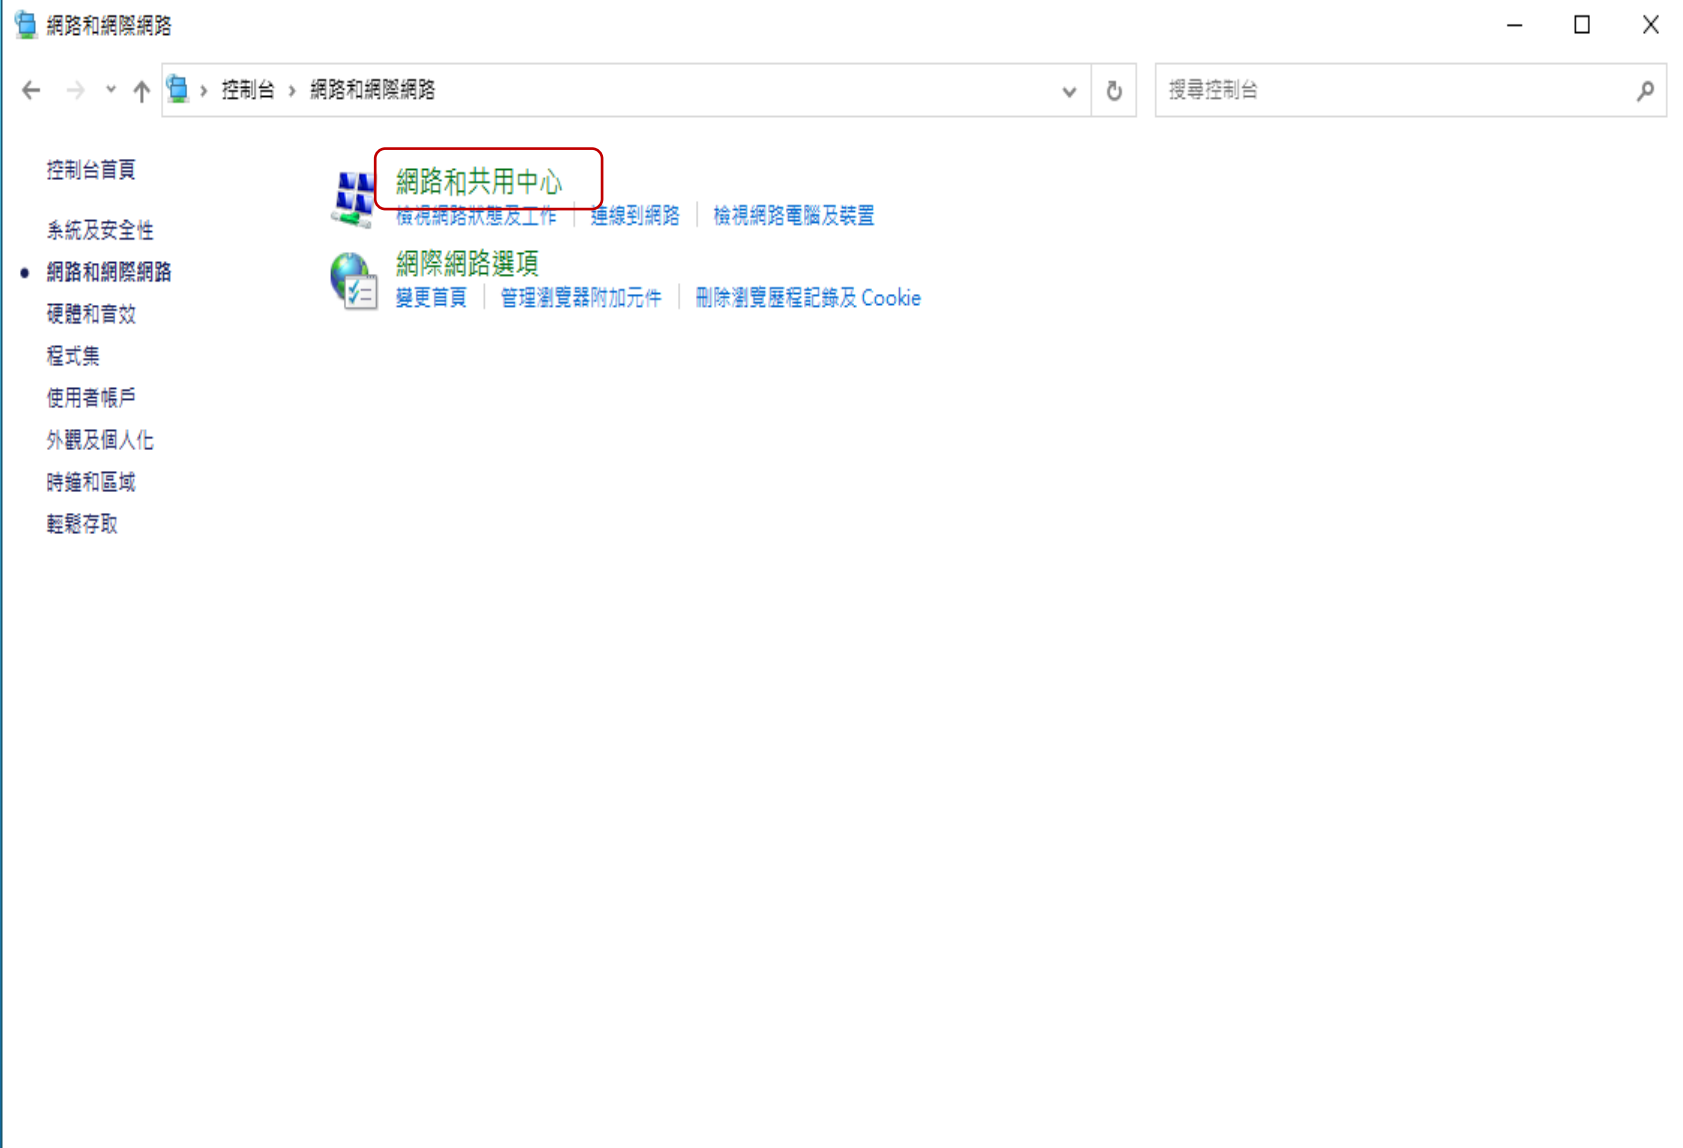 網路和網際網路
控制台 網路和網際網路
搜尋控制台
控制台首頁
系統及安全性
網路和網際網路
硬體和音效
程式集
使用者帳戶
外觀及個人化
時鐘和區域
輕鬆存取
網路和共用中心
檢視網路狀態及工作 連線到網路 檢視網路電腦及裝置
網際網路選項
變更首頁 管理瀏覽器附加元件 刪除瀏覽歷程記錄及 Cookie